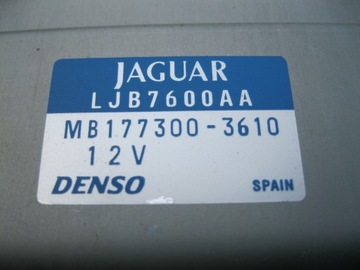 JAGUAR
LJB7600AA
MB177300-3610
12V
DENSO SPAIN